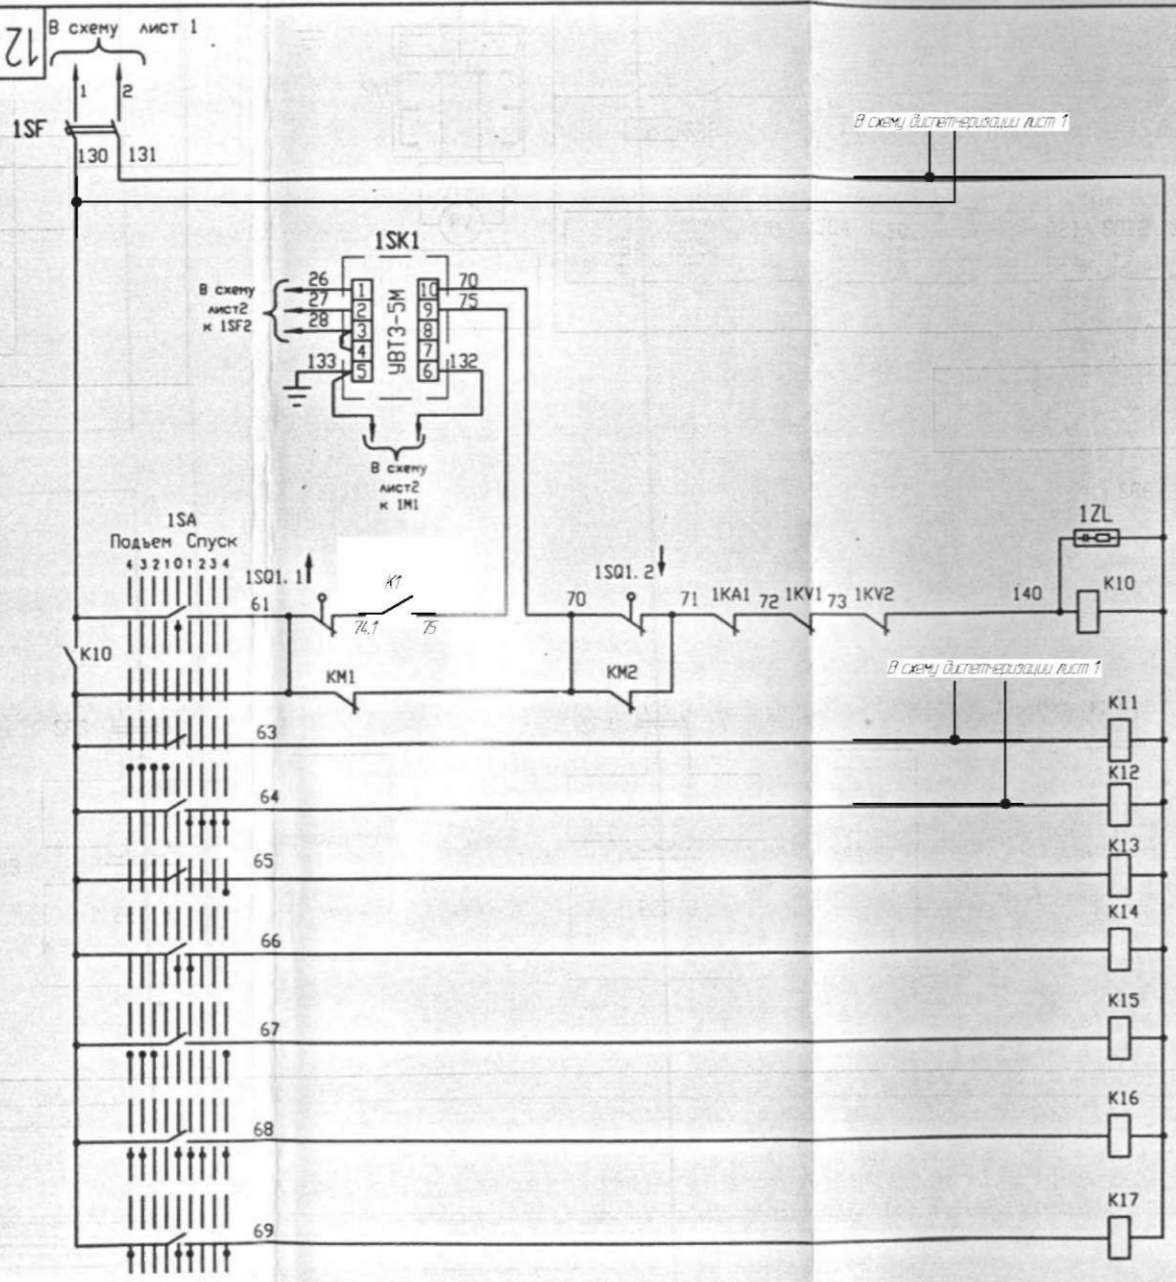 В схему лист 1
12
1 2
1SF
130 131
В схему диспетчеризации лист 1
1SK1
В схему
лист2
к 1SF2
26
27
28
133
1
2
3
4
5
УВТЗ-5М
10
9
8
7
6
70
75
132
В схему
лист2
к 1М1
1SA
Подъем Спуск
4 3 2 1 0 1 2 3 4
1ZL
1SQ1.1 K1 1SQ1.2
61 74.1 75 70 71 1KA1 72 1KV1 73 1KV2 140 K10
K10
KM1 KM2
В схему диспетчеризации лист 1
63 K11
64 K12
65 K13
66 K14
67 K15
68 K16
69 K17